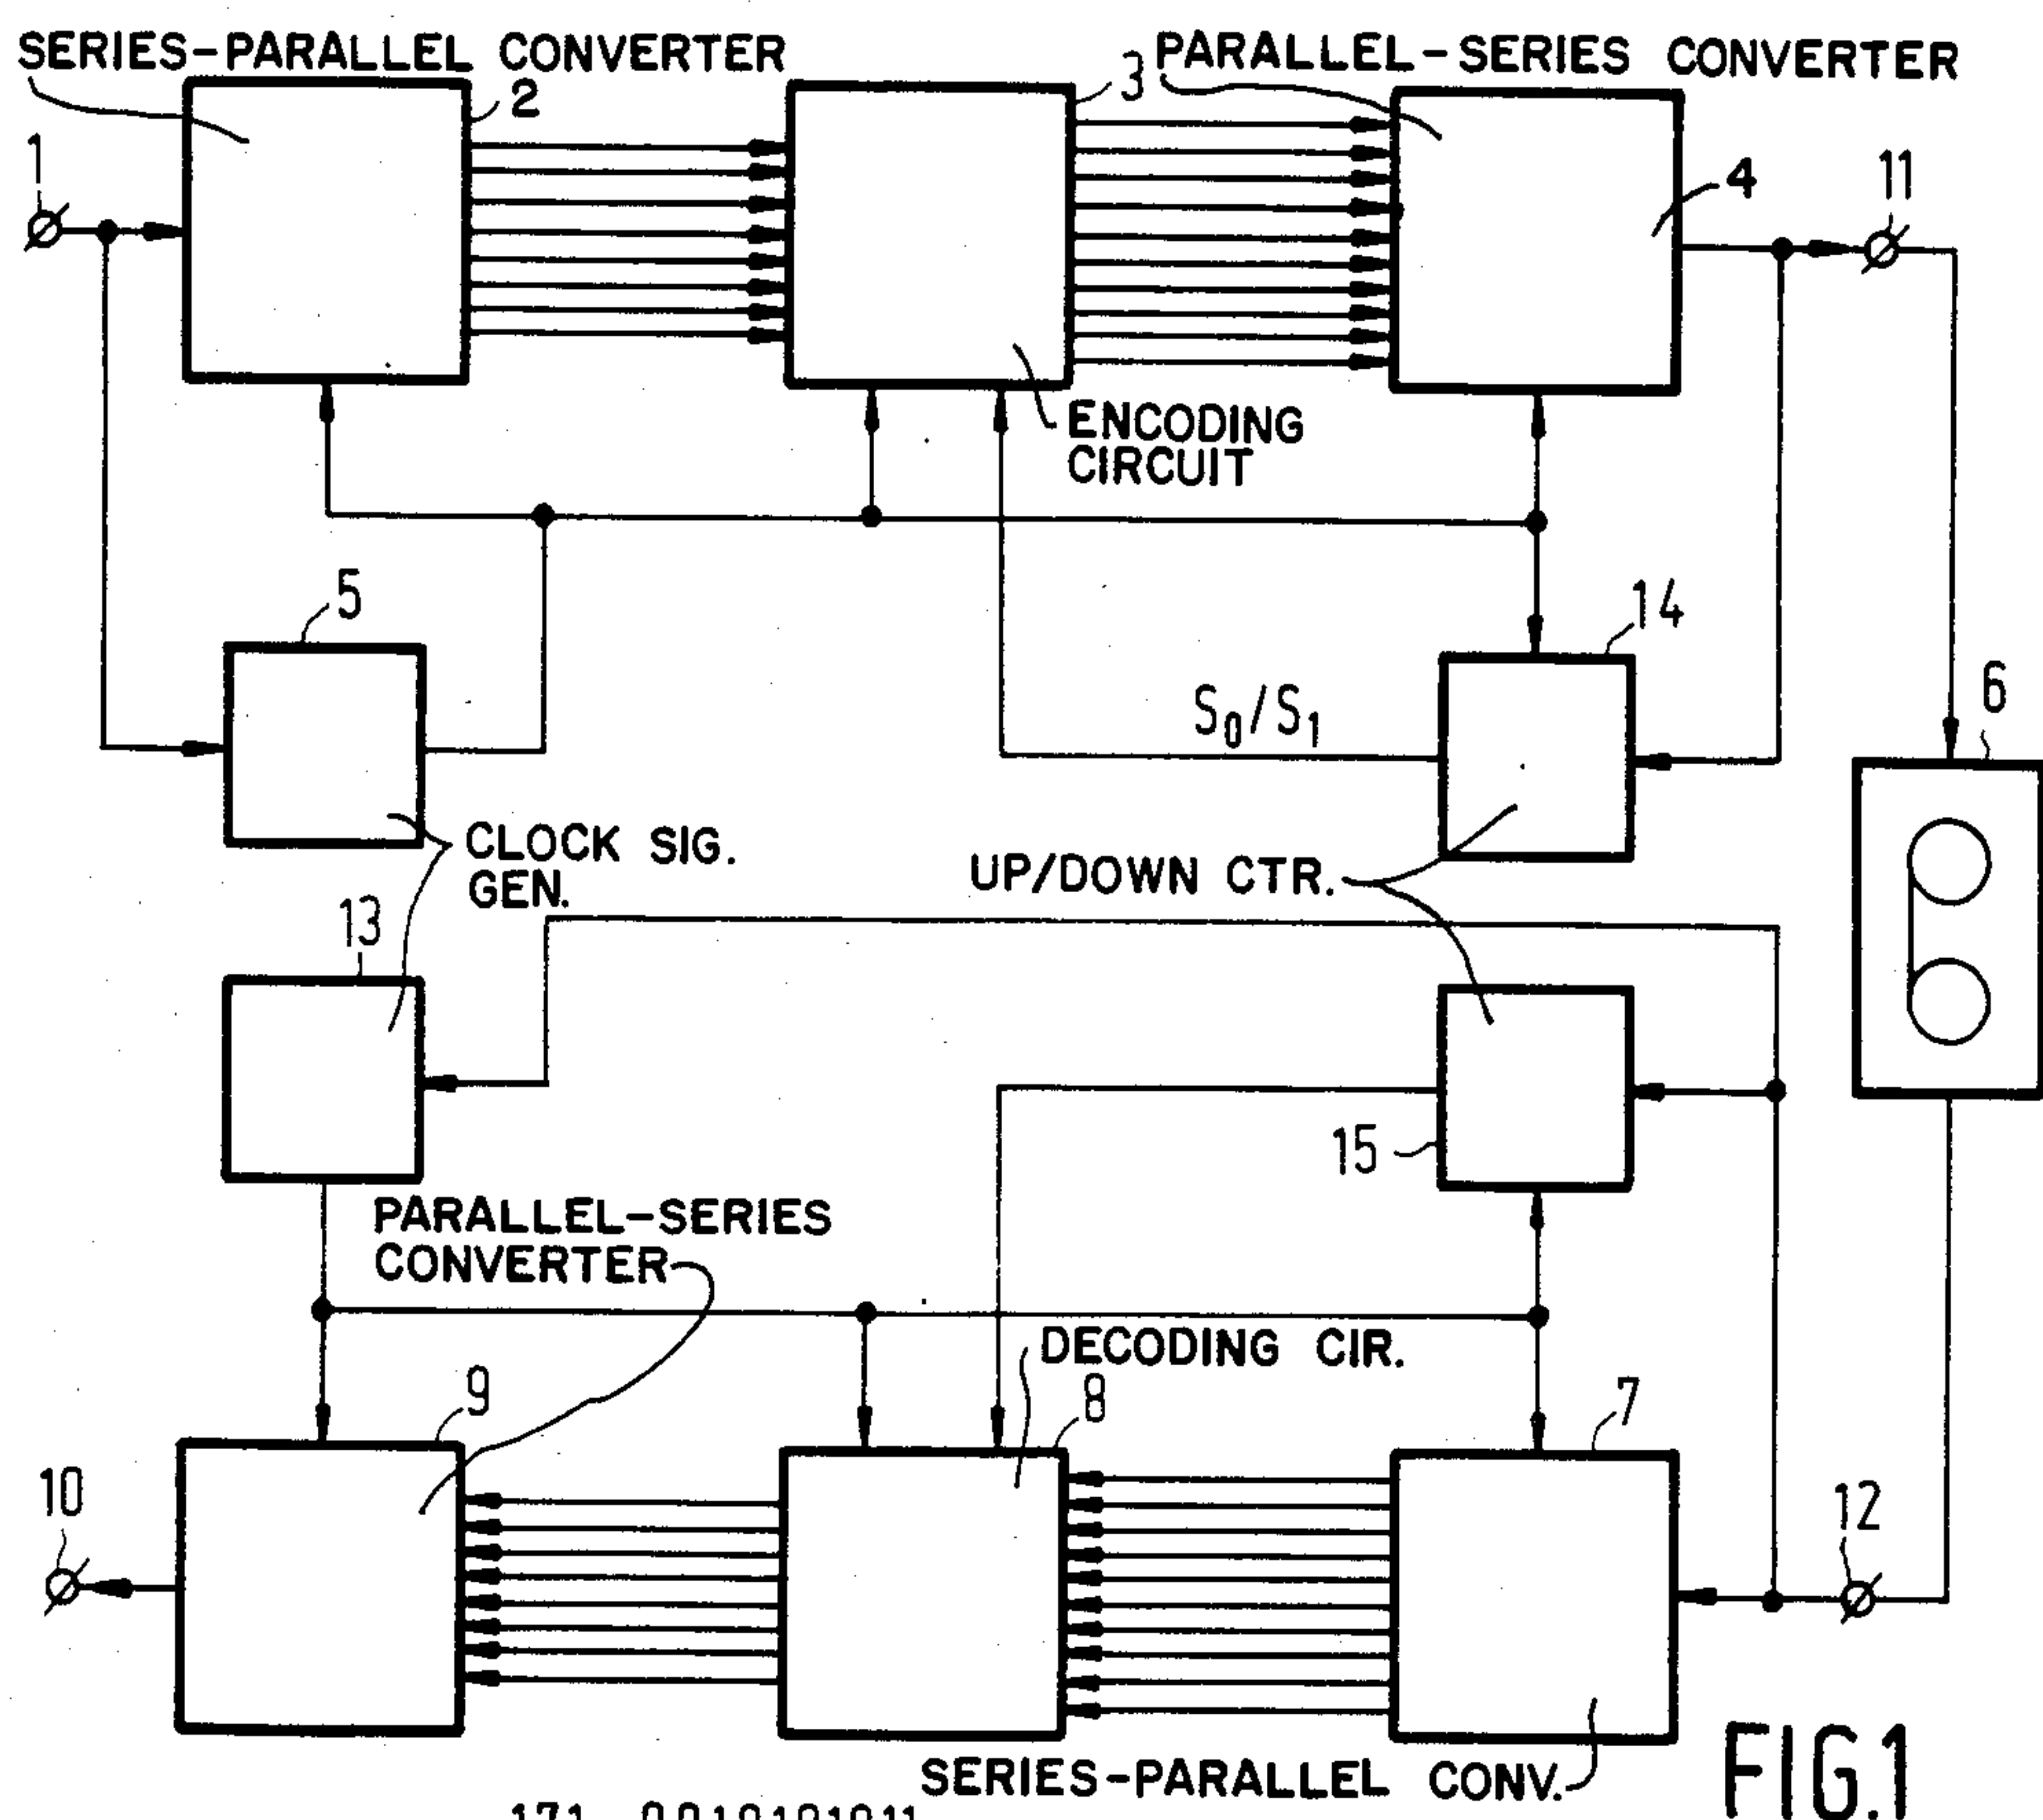 SERIES-PARALLEL CONVERTER
PARALLEL-SERIES CONVERTER
2
3
1
4
11
ENCODING
CIRCUIT
5
14
S0/S1
6
CLOCK SIG.
GEN.
UP/DOWN CTR.
13
15
PARALLEL-SERIES
CONVERTER
DECODING CIR.
9
8
7
10
12
SERIES-PARALLEL CONV.
FIG.1